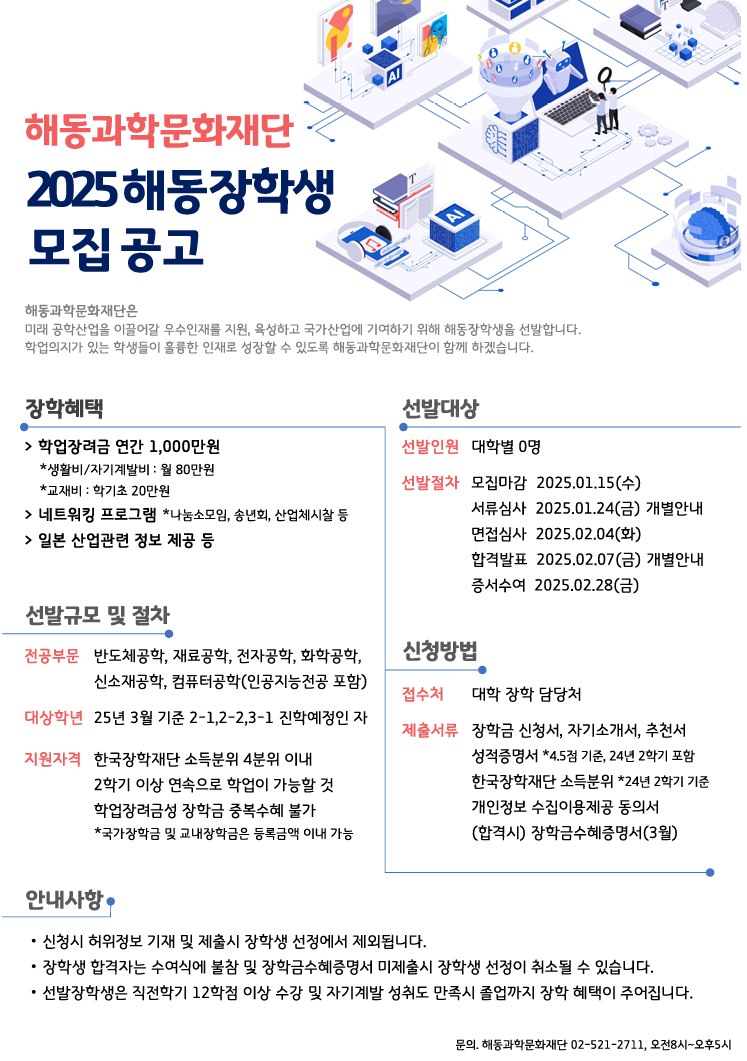 해동과학문화재단
2025 해동장학생
모집 공고
AI
T
AI
해동과학문화재단은
미래 공학산업을 이끌어갈 우수인재를 지원, 육성하고 국가산업에 기여하기 위해 해동장학생을 선발합니다.
학업의지가 있는 학생들이 훌륭한 인재로 성장할 수 있도록 해동과학문화재단이 함께 하겠습니다.
장학혜택
> 학업장려금 연간 1,000만원
*생활비/자기계발비 : 월 80만원
*교재비 : 학기초 20만원
> 네트워킹 프로그램 *나눔소모임, 송년회, 산업체시찰 등
> 일본 산업관련 정보 제공 등
선발규모 및 절차
전공부문 반도체공학, 재료공학, 전자공학, 화학공학,
신소재공학, 컴퓨터공학(인공지능전공 포함)
대상학년 25년 3월 기준 2-1,2-2,3-1 진학예정인 자
지원자격 한국장학재단 소득분위 4분위 이내
2학기 이상 연속으로 학업이 가능할 것
학업장려금성 장학금 중복수혜 불가
*국가장학금 및 교내장학금은 등록금액 이내 가능
선발대상
선발인원 대학별 0명
선발절차 모집마감 2025.01.15(수)
서류심사 2025.01.24(금) 개별안내
면접심사 2025.02.04(화)
합격발표 2025.02.07(금) 개별안내
증서수여 2025.02.28(금)
신청방법
접수처 대학 장학 담당처
제출서류 장학금 신청서, 자기소개서, 추천서
성적증명서 *4.5점 기준, 24년 2학기 포함
한국장학재단 소득분위 *24년 2학기 기준
개인정보 수집이용제공 동의서
(합격시) 장학금수혜증명서(3월)
안내사항
• 신청시 허위정보 기재 및 제출시 장학생 선정에서 제외됩니다.
• 장학생 합격자는 수여식에 불참 및 장학금수혜증명서 미제출시 장학생 선정이 취소될 수 있습니다.
• 선발장학생은 직전학기 12학점 이상 수강 및 자기계발 성취도 만족시 졸업까지 장학 혜택이 주어집니다.
문의. 해동과학문화재단 02-521-2711, 오전8시~오후5시